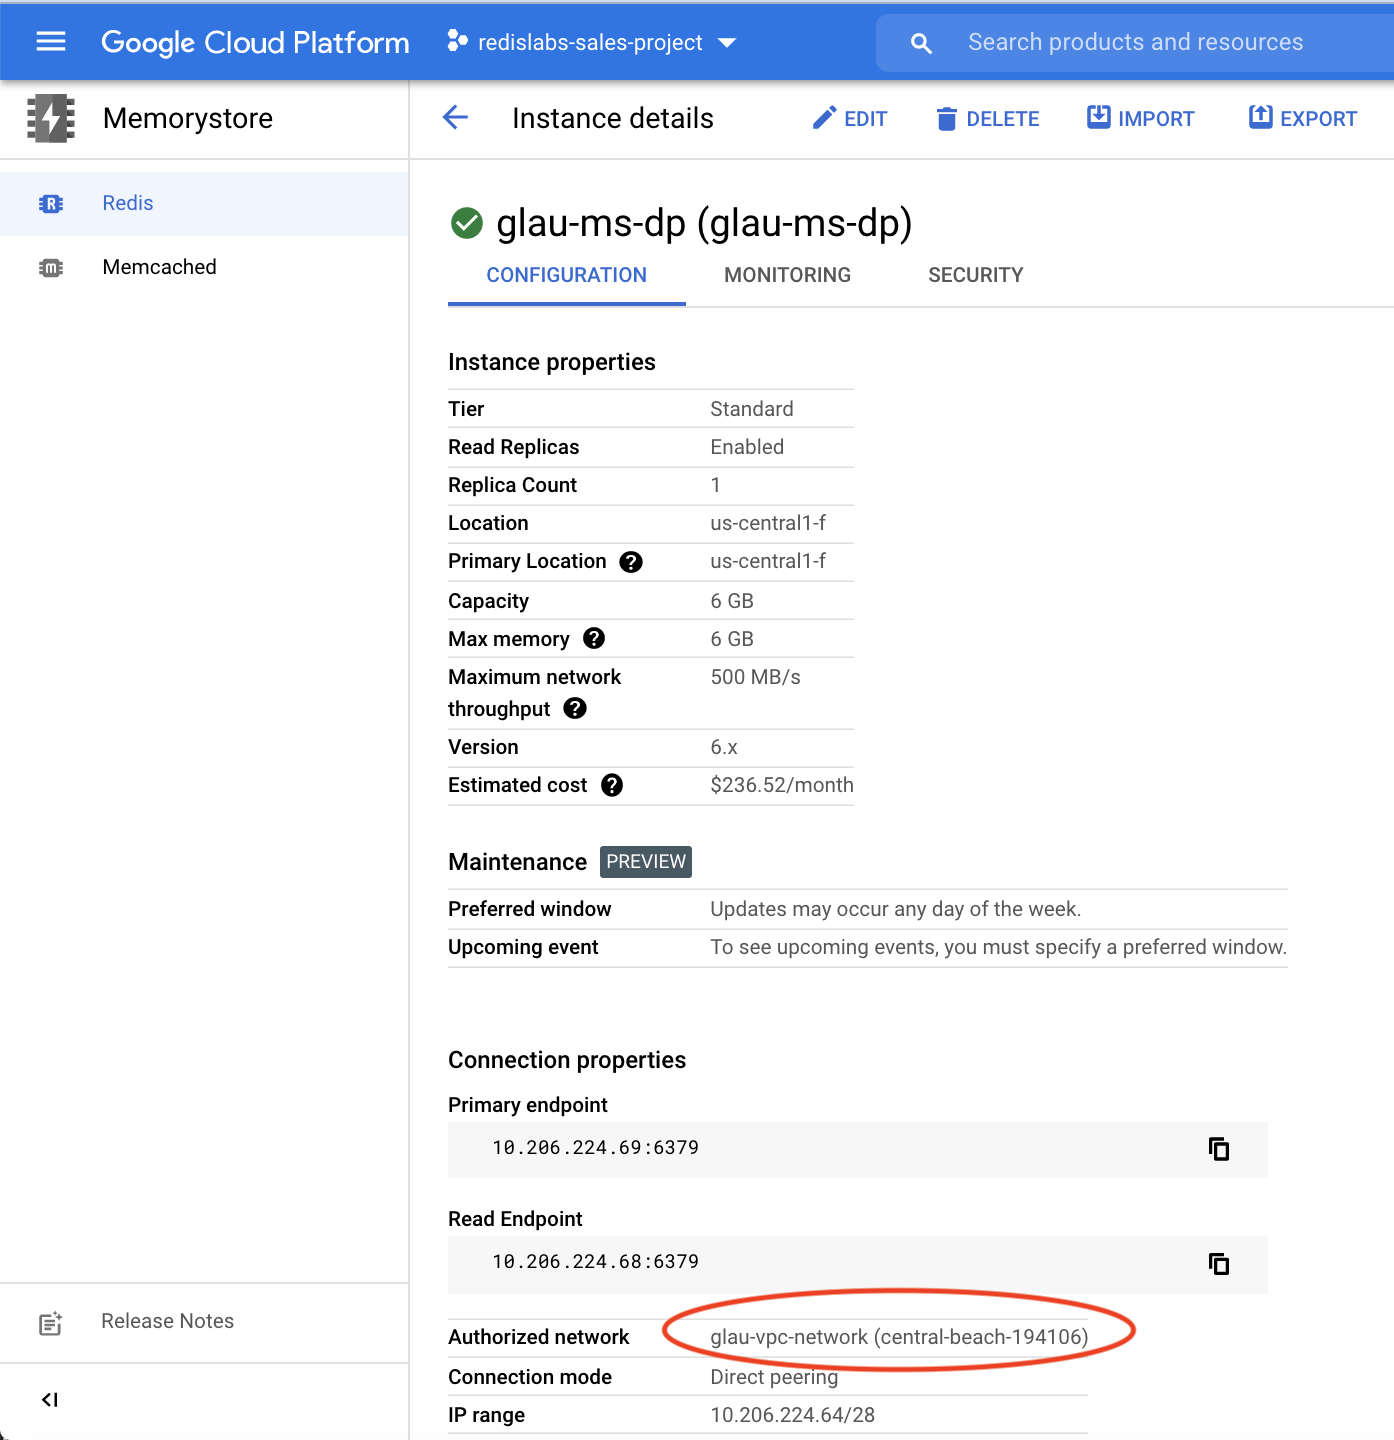 Google Cloud Platform
redislabs-sales-project
Search products and resources
Memorystore
Instance details
EDIT
DELETE
IMPORT
EXPORT
Redis
Memcached
glau-ms-dp (glau-ms-dp)
CONFIGURATION
MONITORING
SECURITY
Instance properties
Tier Standard
Read Replicas Enabled
Replica Count 1
Location us-central1-f
Primary Location ? us-central1-f
Capacity 6 GB
Max memory ? 6 GB
Maximum network 500 MB/s
throughput ?
Version 6.x
Estimated cost ? $236.52/month
Maintenance PREVIEW
Preferred window Updates may occur any day of the week.
Upcoming event To see upcoming events, you must specify a preferred window.
Connection properties
Primary endpoint
10.206.224.69:6379
Read Endpoint
10.206.224.68:6379
Authorized network glau-vpc-network (central-beach-194106)
Connection mode Direct peering
IP range 10.206.224.64/28
Release Notes